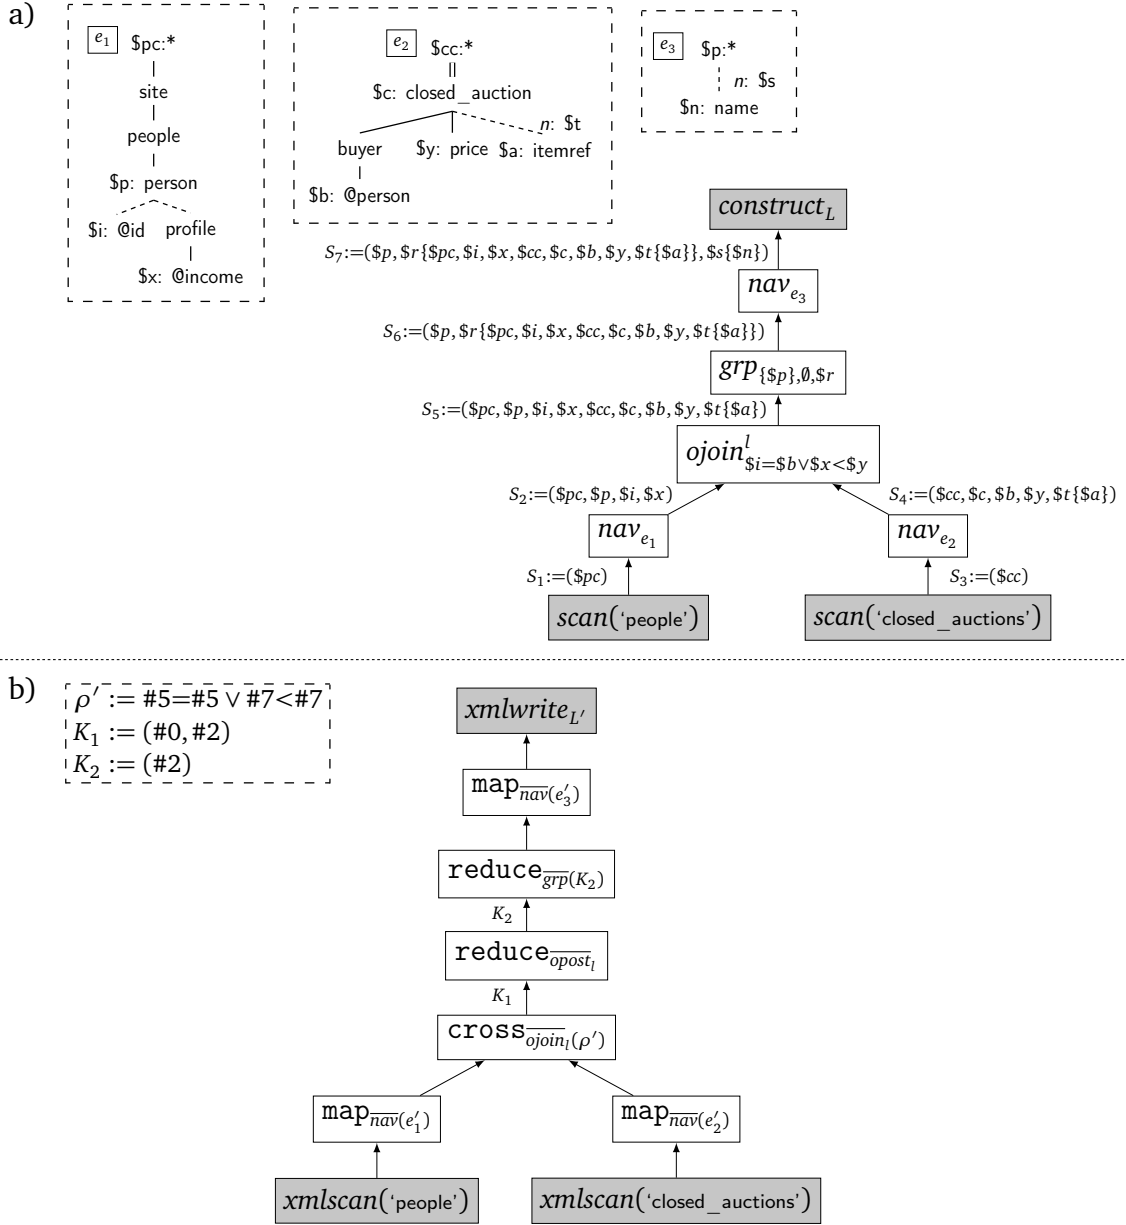 a)
e1 $pc:*
site
people
$p: person
$i: @id profile
$x: @income
e2 $cc:*
$c: closed_auction
n: $t
buyer $y: price $a: itemref
$b: @person
e3 $p:*
n: $s
$n: name
construct_L
S7:=($p,$r{$pc,$i,$x,$cc,$c,$b,$y,$t{$a}},$s{$n})
nav_e3
S6:=($p,$r{$pc,$i,$x,$cc,$c,$b,$y,$t{$a}})
grp_{$p},∅,$r
S5:=($pc,$p,$i,$x,$cc,$c,$b,$y,$t{$a})
ojoin^l_$i=$b∨$x<$y
S2:=($pc,$p,$i,$x) S4:=($cc,$c,$b,$y,$t{$a})
nav_e1 nav_e2
S1:=($pc) S3:=($cc)
scan(‘people’) scan(‘closed_auctions’)
b)
ρ′ := #5=#5 ∨ #7<#7
K1 := (#0,#2)
K2 := (#2)
xmlwrite_L′
map_nav(e′3)
reduce_grp(K2)
K2
reduce_opost_l
K1
cross_ojoin_l(ρ′)
map_nav(e′1) map_nav(e′2)
xmlscan(‘people’) xmlscan(‘closed_auctions’)